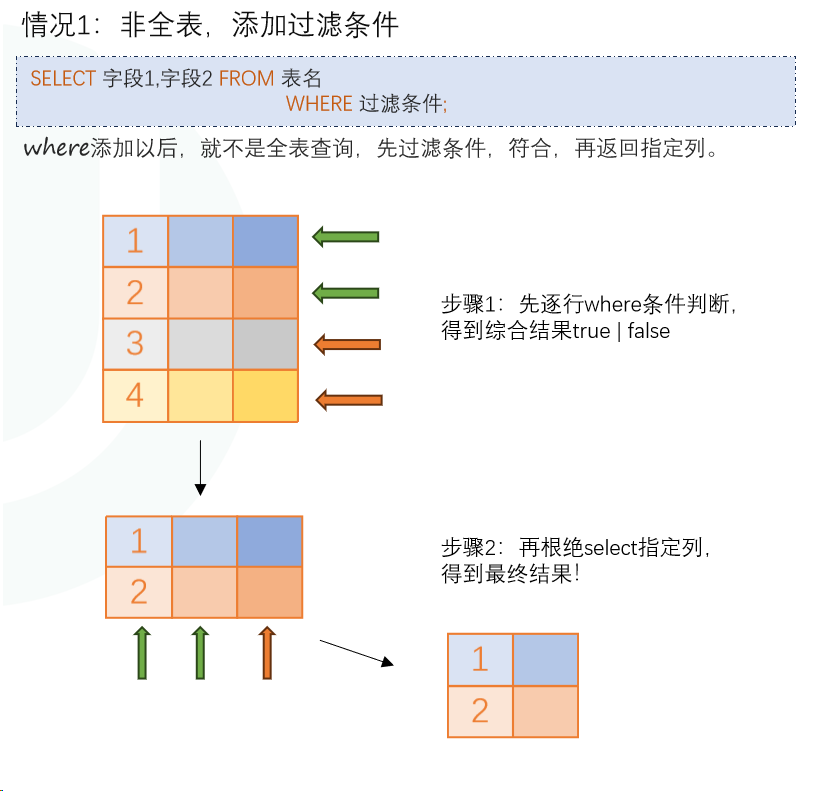 情况1：非全表，添加过滤条件
SELECT 字段1,字段2 FROM 表名
WHERE 过滤条件;
where添加以后，就不是全表查询，先过滤条件，符合，再返回指定列。
1
2
3
4
步骤1：先逐行where条件判断，
得到综合结果true | false
1
2
步骤2：再根绝select指定列，
得到最终结果！
1
2